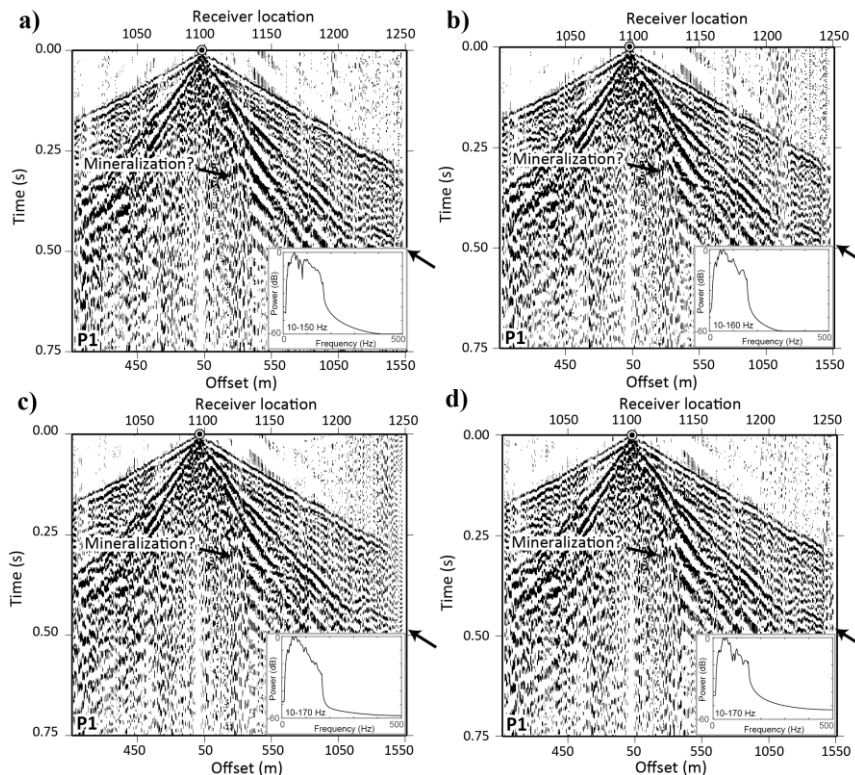 a)
Receiver location
1050 1100 1150 1200 1250
0.00
0.25
0.50
0.75
Time (s)
Mineralization?
P1
0
-60
Power (dB)
10-150 Hz
500
Frequency (Hz)
450 50 550 1050 1550
Offset (m)
b)
Receiver location
1050 1100 1150 1200 1250
0.00
0.25
0.50
0.75
Mineralization?
P1
0
-60
Power (dB)
10-160 Hz
500
Frequency (Hz)
450 50 550 1050 1550
Offset (m)
c)
Receiver location
1050 1100 1150 1200 1250
0.00
0.25
0.50
0.75
Time (s)
Mineralization?
P1
0
-60
Power (dB)
10-170 Hz
500
Frequency (Hz)
450 50 550 1050 1550
Offset (m)
d)
Receiver location
1050 1100 1150 1200 1250
0.00
0.25
0.50
0.75
Mineralization?
P1
0
-60
Power (dB)
10-170 Hz
500
Frequency (Hz)
450 50 550 1050 1550
Offset (m)